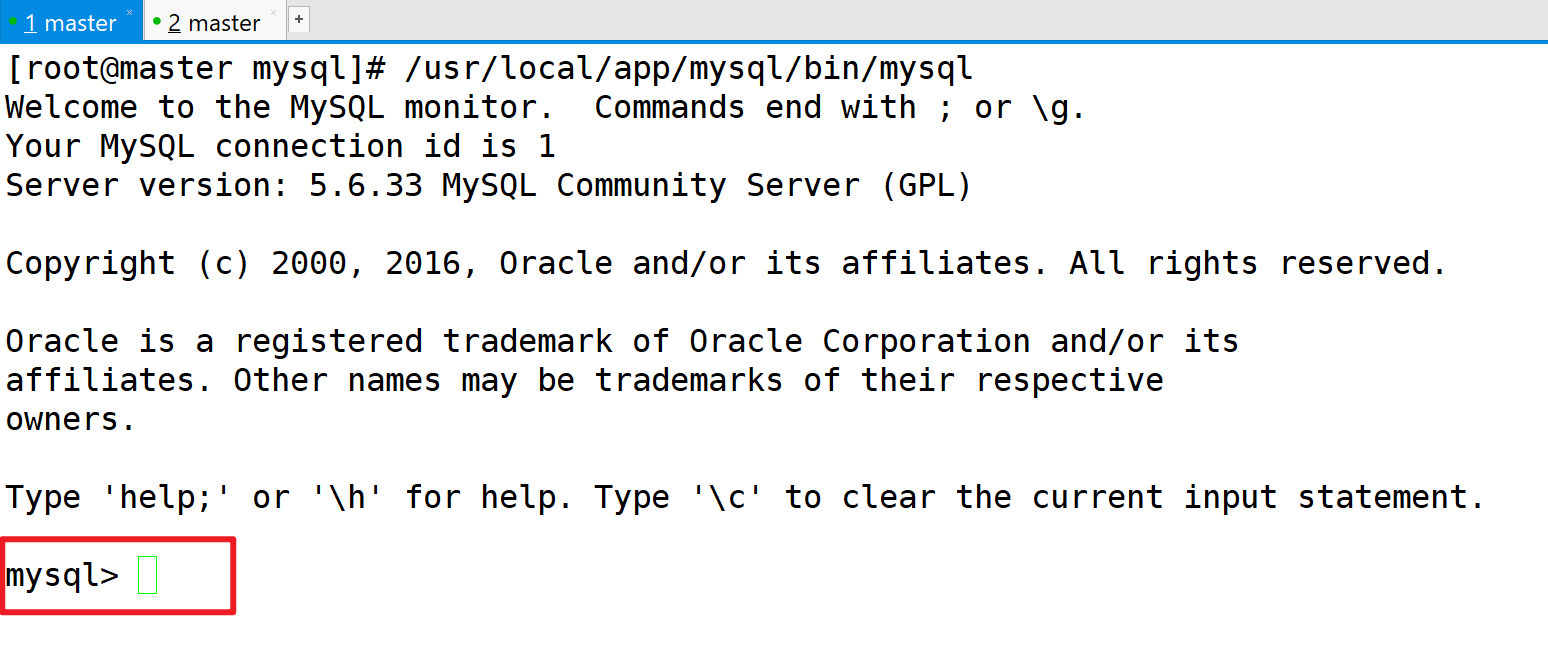 1 master × 2 master × +
[root@master mysql]# /usr/local/app/mysql/bin/mysql
Welcome to the MySQL monitor.  Commands end with ; or \g.
Your MySQL connection id is 1
Server version: 5.6.33 MySQL Community Server (GPL)
Copyright (c) 2000, 2016, Oracle and/or its affiliates. All rights reserved.
Oracle is a registered trademark of Oracle Corporation and/or its
affiliates. Other names may be trademarks of their respective
owners.
Type 'help;' or '\h' for help. Type '\c' to clear the current input statement.
mysql>